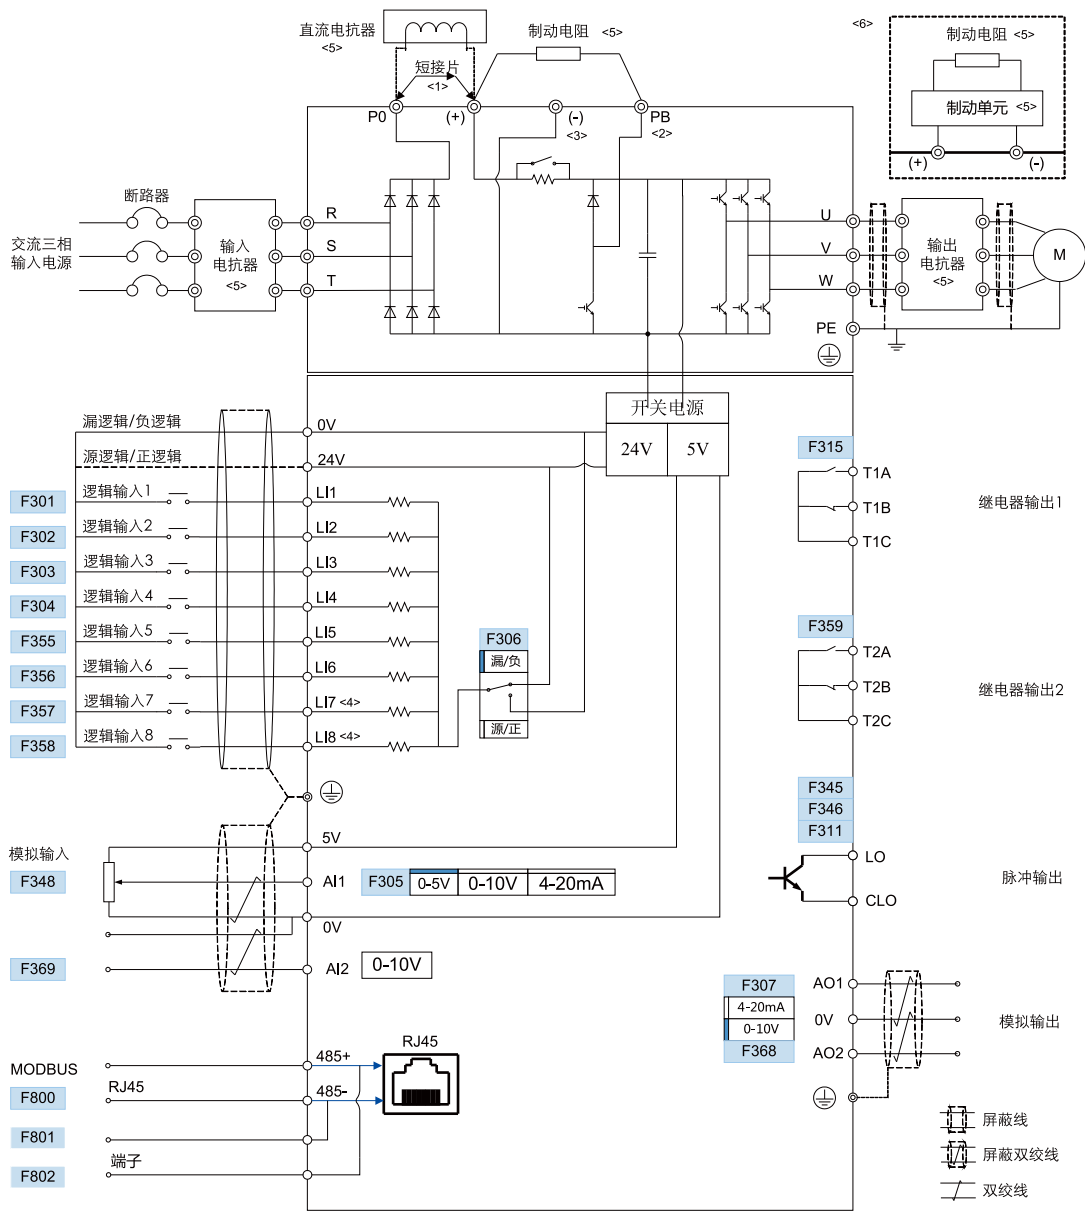 直流电抗器
<5>
制动电阻 <5>
短接片
<1>
<6>
制动电阻 <5>
制动单元 <5>
(+)
(-)
P0
(+)
(-)
<3>
PB
<2>
断路器
交流三相
输入电源
输入
电抗器
<5>
R
S
T
U
V
W
PE
输出
电抗器
<5>
M
开关电源
24V
5V
漏逻辑/负逻辑
0V
源逻辑/正逻辑
24V
F301
逻辑输入1
LI1
F302
逻辑输入2
LI2
F303
逻辑输入3
LI3
F304
逻辑输入4
LI4
F355
逻辑输入5
LI5
F356
逻辑输入6
LI6
F357
逻辑输入7
LI7 <4>
F358
逻辑输入8
LI8 <4>
F306
漏/负
源/正
F315
T1A
T1B
T1C
继电器输出1
F359
T2A
T2B
T2C
继电器输出2
F345
F346
F311
LO
CLO
脉冲输出
模拟输入
F348
5V
AI1
F305
0-5V
0-10V
4-20mA
0V
F369
AI2
0-10V
F307
4-20mA
0-10V
F368
AO1
0V
AO2
模拟输出
MODBUS
F800
F801
F802
RJ45
端子
485+
485-
RJ45
屏蔽线
屏蔽双绞线
双绞线